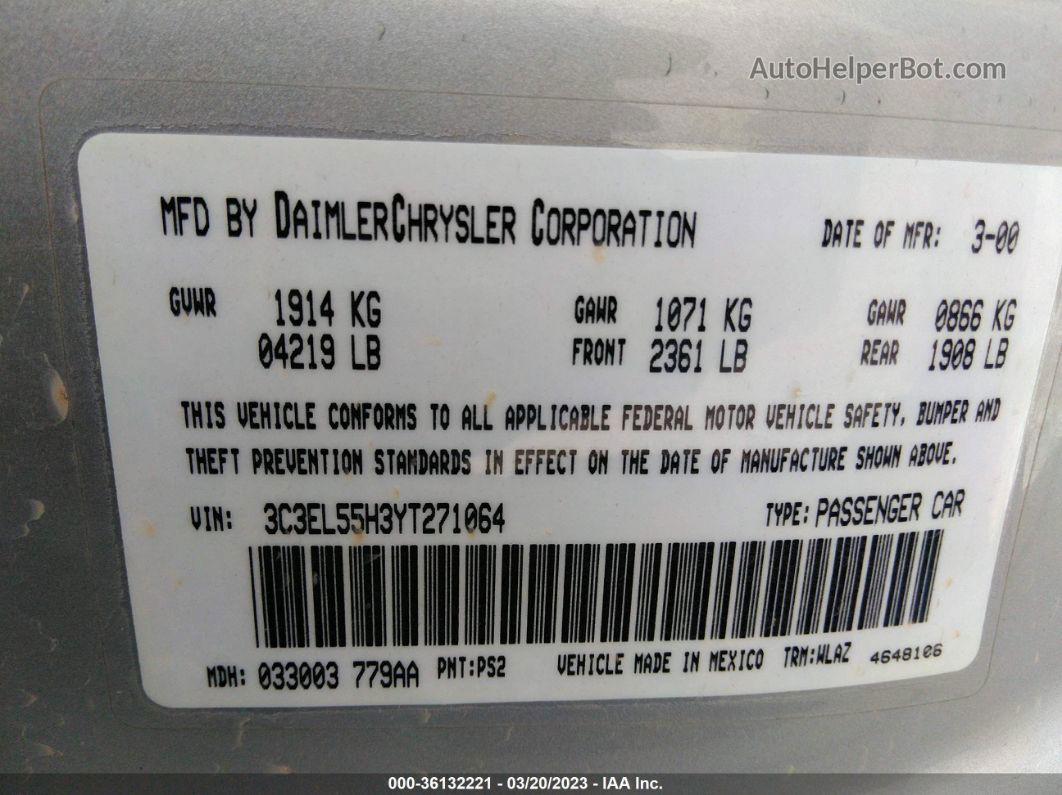 AutoHelperBot.com
MFD BY DAIMLERCHRYSLER CORPORATION DATE OF MFR: 3-00
GVWR 1914 KG GAWR 1071 KG GAWR 0866 KG
04219 LB FRONT 2361 LB REAR 1908 LB
THIS VEHICLE CONFORMS TO ALL APPLICABLE FEDERAL MOTOR VEHICLE SAFETY, BUMPER AND
THEFT PREVENTION STANDARDS IN EFFECT ON THE DATE OF MANUFACTURE SHOWN ABOVE.
VIN: 3C3EL55H3YT271064 TYPE: PASSENGER CAR
MDH: 033003 779AA PNT:PS2 VEHICLE MADE IN MEXICO TRM:WLAZ 4648106
000-36132221 - 03/20/2023 - IAA Inc.